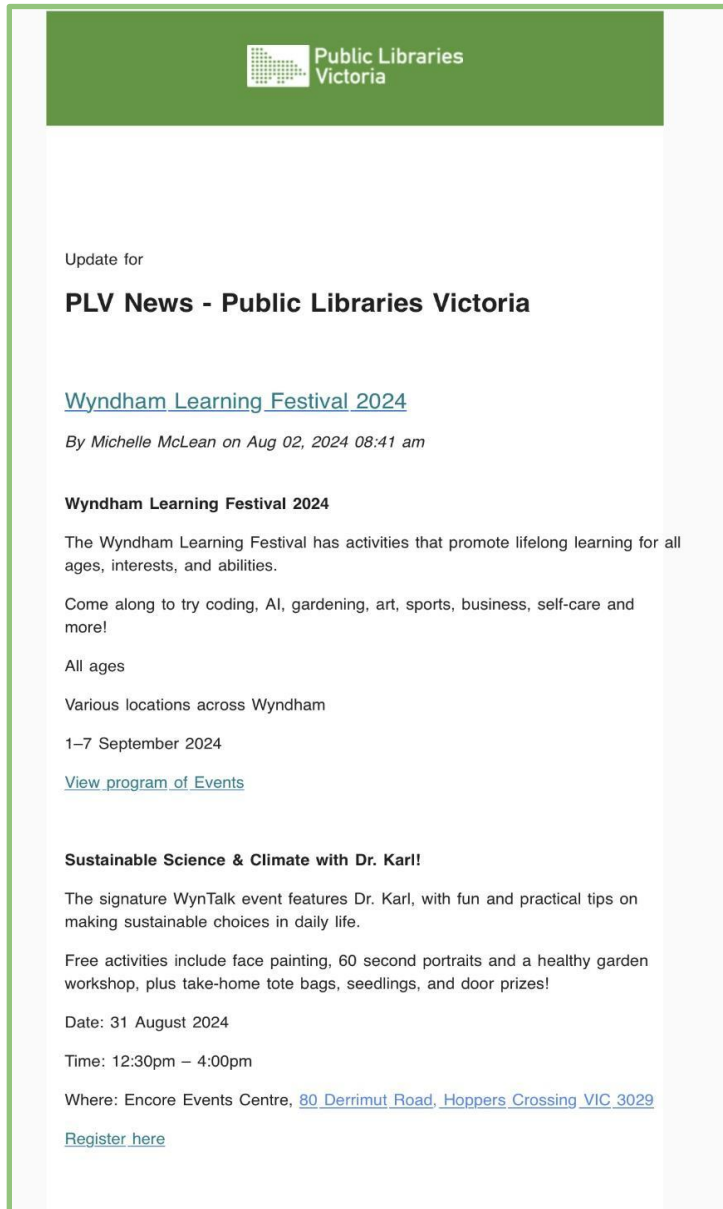 Public Libraries
Victoria
Update for
PLV News - Public Libraries Victoria
Wyndham Learning Festival 2024
By Michelle McLean on Aug 02, 2024 08:41 am
Wyndham Learning Festival 2024
The Wyndham Learning Festival has activities that promote lifelong learning for all
ages, interests, and abilities.
Come along to try coding, AI, gardening, art, sports, business, self-care and
more!
All ages
Various locations across Wyndham
1–7 September 2024
View program of Events
Sustainable Science & Climate with Dr. Karl!
The signature WynTalk event features Dr. Karl, with fun and practical tips on
making sustainable choices in daily life.
Free activities include face painting, 60 second portraits and a healthy garden
workshop, plus take-home tote bags, seedlings, and door prizes!
Date: 31 August 2024
Time: 12:30pm – 4:00pm
Where: Encore Events Centre, 80 Derrimut Road, Hoppers Crossing VIC 3029
Register here